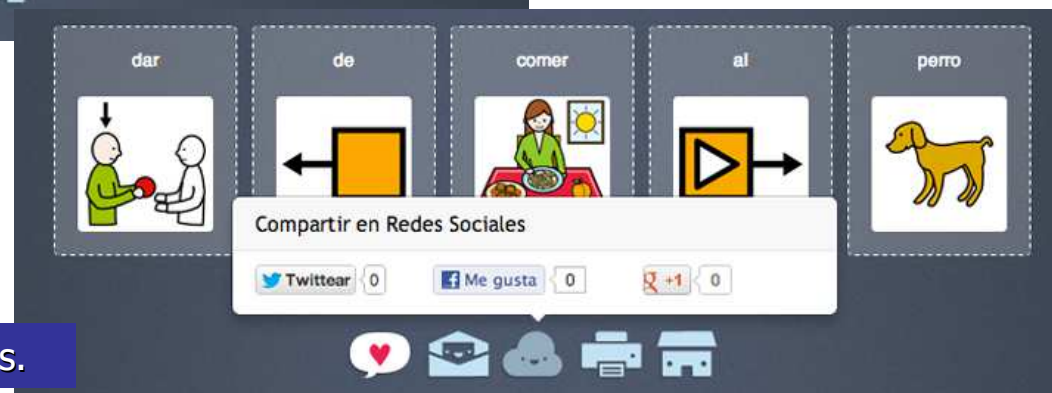 dar de comer al perro
Compartir en Redes Sociales
Twittear 0 Me gusta 0 +1 0
s.